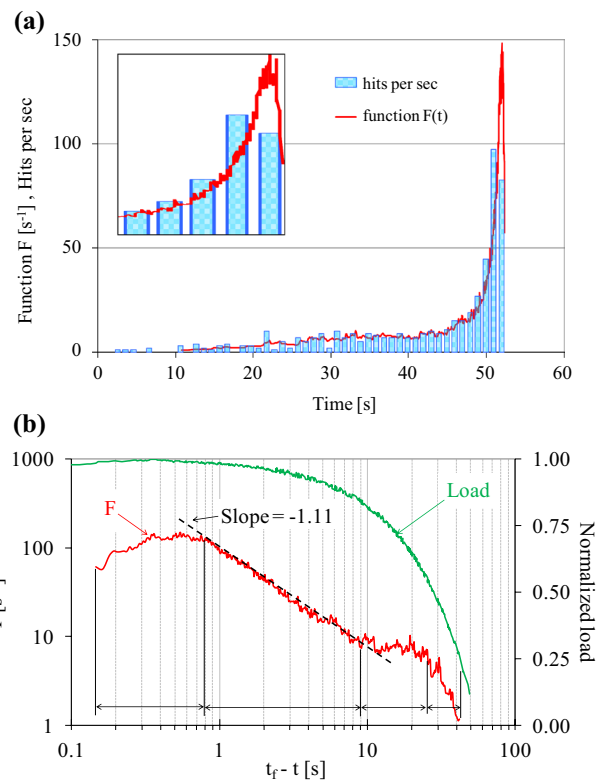 (a)
150
100
50
0
Function F [s⁻¹] , Hits per sec
hits per sec
function F(t)
0 10 20 30 40 50 60
Time [s]
(b)
1000
100
10
1
[s⁻¹]
F
Slope = -1.11
Load
1.00
0.75
0.50
0.25
0.00
Normalized load
0.1 1 10 100
t_f - t [s]